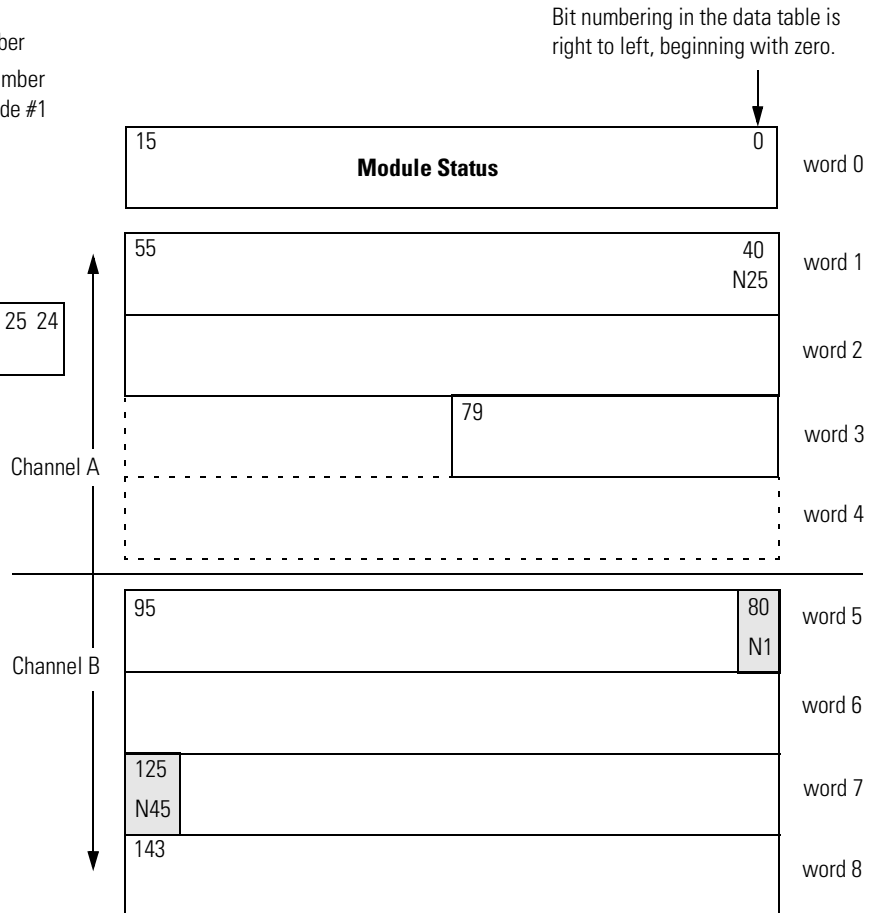 Bit numbering in the data table is
right to left, beginning with zero.
de #1
15
0
Module Status
word 0
55
40
N25
word 1
25 24
word 2
79
word 3
Channel A
word 4
95
80
N1
word 5
Channel B
word 6
125
N45
word 7
143
word 8